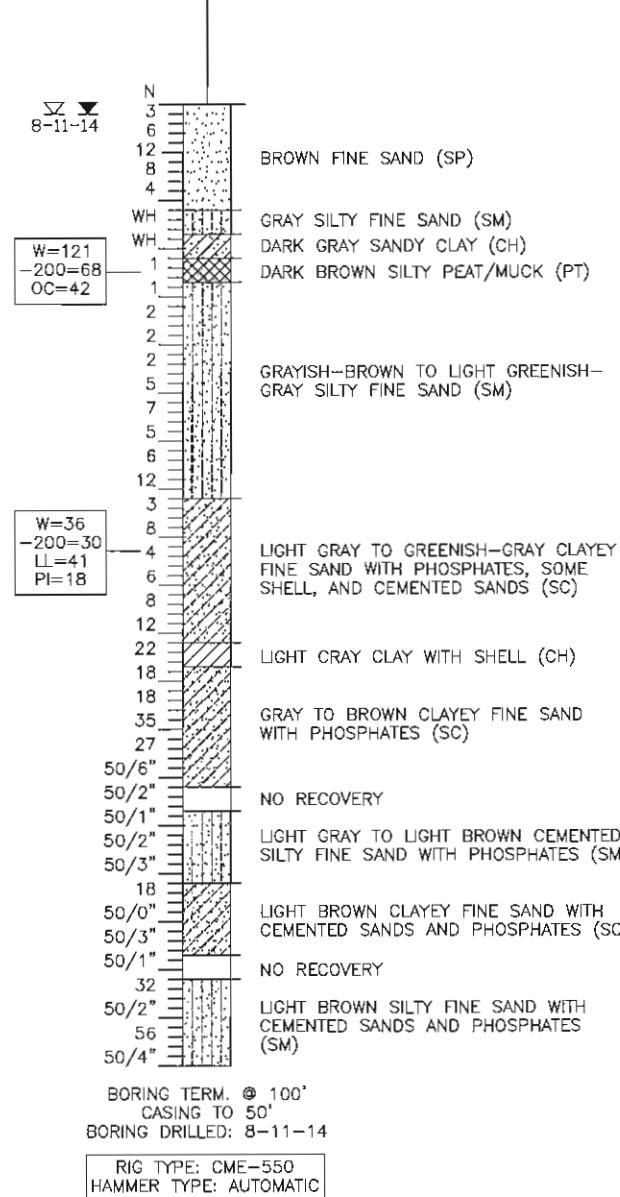 N
8-11-14
3
6
12
8
4
BROWN FINE SAND (SP)
WH
GRAY SILTY FINE SAND (SM)
WH
DARK GRAY SANDY CLAY (CH)
W=121
-200=68
OC=42
1
DARK BROWN SILTY PEAT/MUCK (PT)
1
2
2
2
5
7
5
6
12
GRAYISH-BROWN TO LIGHT GREENISH-
GRAY SILTY FINE SAND (SM)
W=36
-200=30
LL=41
PI=18
3
8
4
6
8
12
LIGHT GRAY TO GREENISH-GRAY CLAYEY
FINE SAND WITH PHOSPHATES, SOME
SHELL, AND CEMENTED SANDS (SC)
22
LIGHT CRAY CLAY WITH SHELL (CH)
18
18
35
27
50/6"
GRAY TO BROWN CLAYEY FINE SAND
WITH PHOSPHATES (SC)
50/2"
NO RECOVERY
50/1"
50/2"
50/3"
LIGHT GRAY TO LIGHT BROWN CEMENTED
SILTY FINE SAND WITH PHOSPHATES (SM
18
50/0"
50/3"
LIGHT BROWN CLAYEY FINE SAND WITH
CEMENTED SANDS AND PHOSPHATES (SC
50/1"
NO RECOVERY
32
50/2"
56
50/4"
LIGHT BROWN SILTY FINE SAND WITH
CEMENTED SANDS AND PHOSPHATES
(SM)
BORING TERM. @ 100'
CASING TO 50'
BORING DRILLED: 8-11-14
RIG TYPE: CME-550
HAMMER TYPE: AUTOMATIC